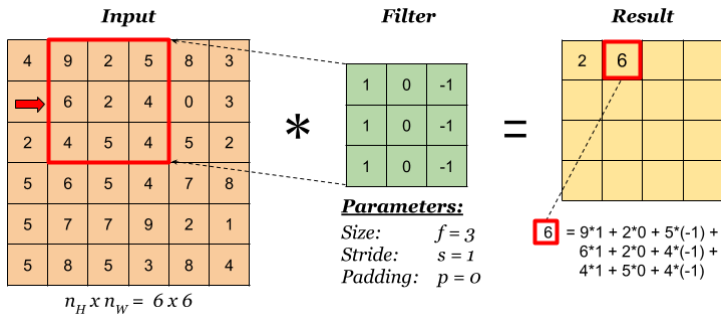 Input Filter Result
4 9 2 5 8 3
6 2 4 0 3
2 4 5 4 5 2
5 6 5 4 7 8
5 7 7 9 2 1
5 8 5 3 8 4
n_H x n_W = 6 x 6
*
1 0 -1
1 0 -1
1 0 -1
Parameters:
Size: f = 3
Stride: s = 1
Padding: p = 0
=
2 6
6 = 9*1 + 2*0 + 5*(-1) +
6*1 + 2*0 + 4*(-1) +
4*1 + 5*0 + 4*(-1)